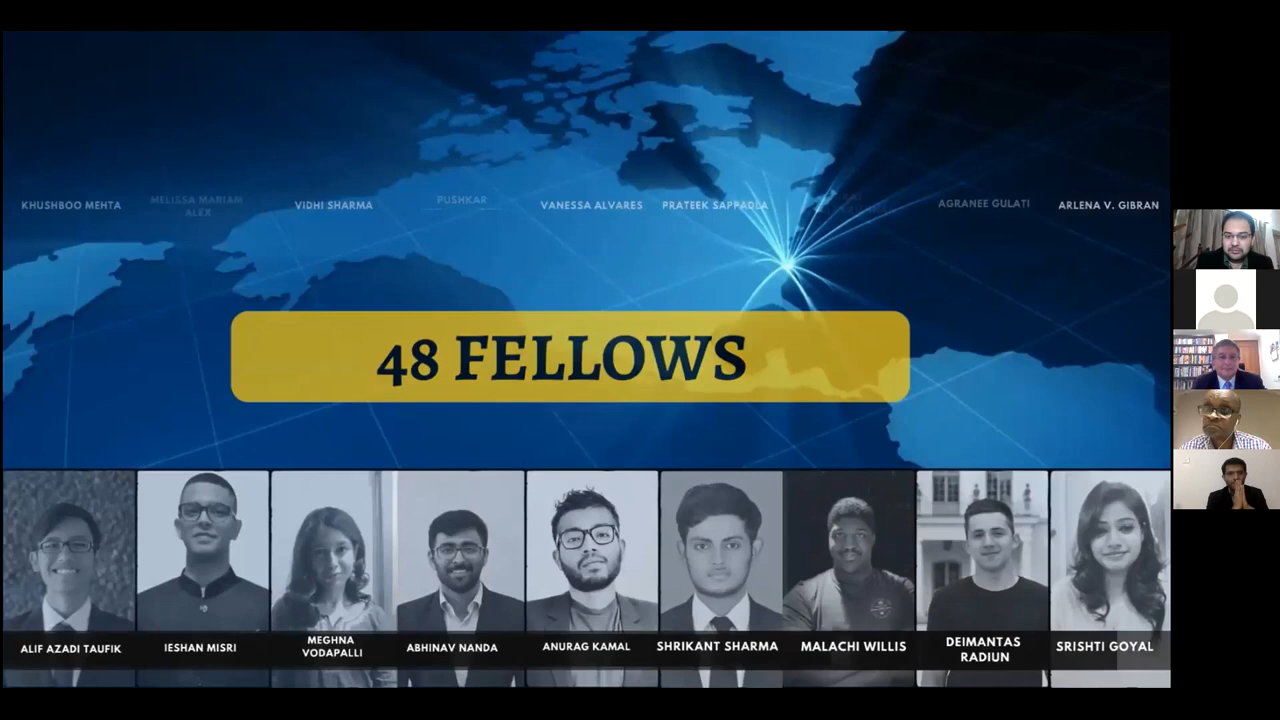 KHUSHBOO MEHTA
MELISSA MARIAM
ALEX
VIDHI SHARMA
PUSHKAR
VANESSA ALVARES
PRATEEK SAPPADLA
AGRANEE GULATI
ARLENA V. GIBRAN
48 FELLOWS
ALIF AZADI TAUFIK
IESHAN MISRI
MEGHNA
VODAPALLI
ABHINAV NANDA
ANURAG KAMAL
SHRIKANT SHARMA
MALACHI WILLIS
DEIMANTAS
RADIUN
SRISHTI GOYAL